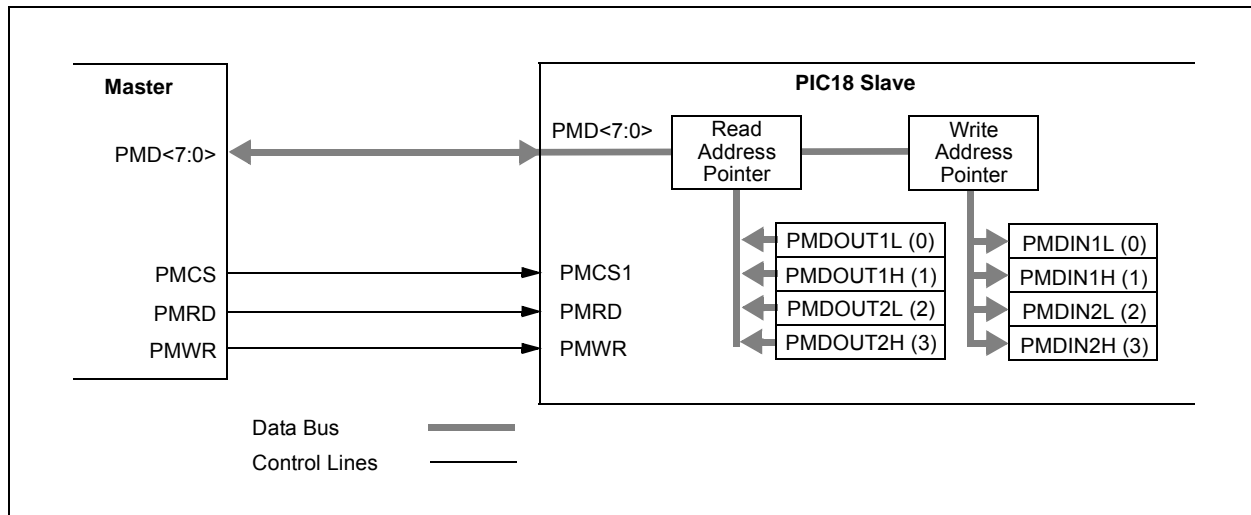 Master
PMD<7:0>
PMCS
PMRD
PMWR
PIC18 Slave
PMD<7:0>
PMCS1
PMRD
PMWR
Read
Address
Pointer
Write
Address
Pointer
PMDOUT1L (0)
PMDOUT1H (1)
PMDOUT2L (2)
PMDOUT2H (3)
PMDIN1L (0)
PMDIN1H (1)
PMDIN2L (2)
PMDIN2H (3)
Data Bus
Control Lines